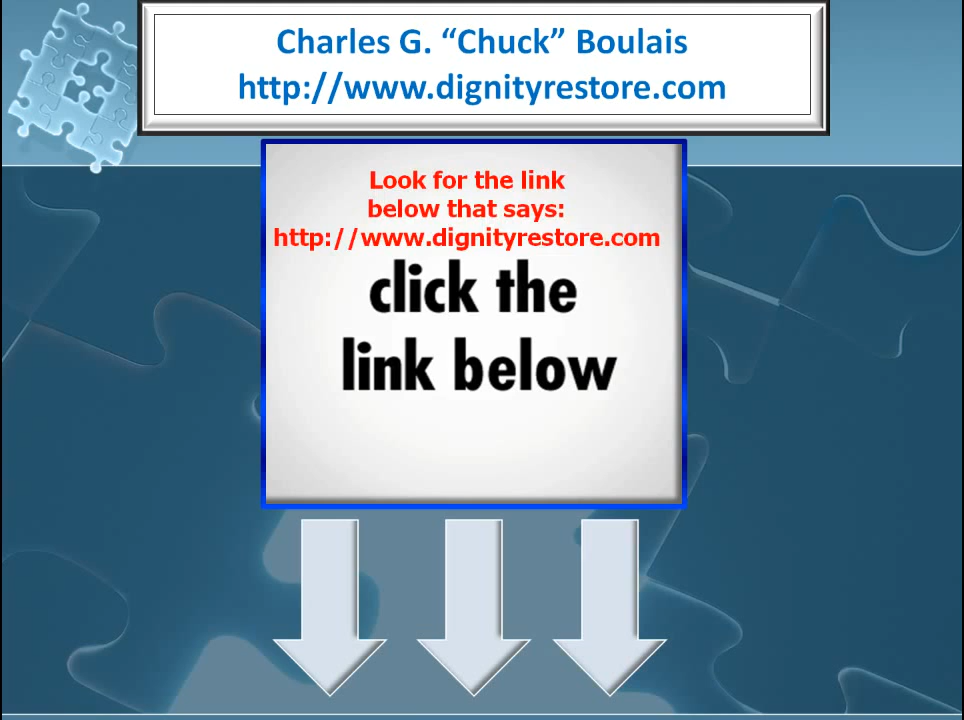 Charles G. “Chuck” Boulais
http://www.dignityrestore.com
Look for the link
below that says:
http://www.dignityrestore.com
click the
link below